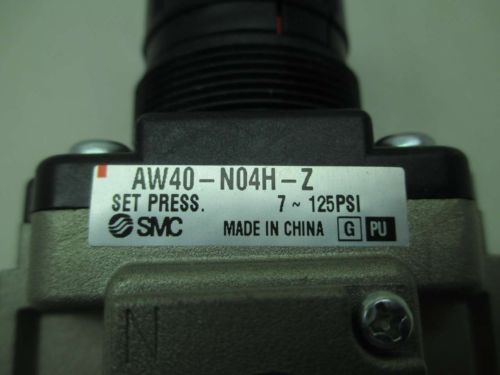 AW40-N04H-Z
SET PRESS. 7 ~ 125PSI
SMC MADE IN CHINA G PU
N